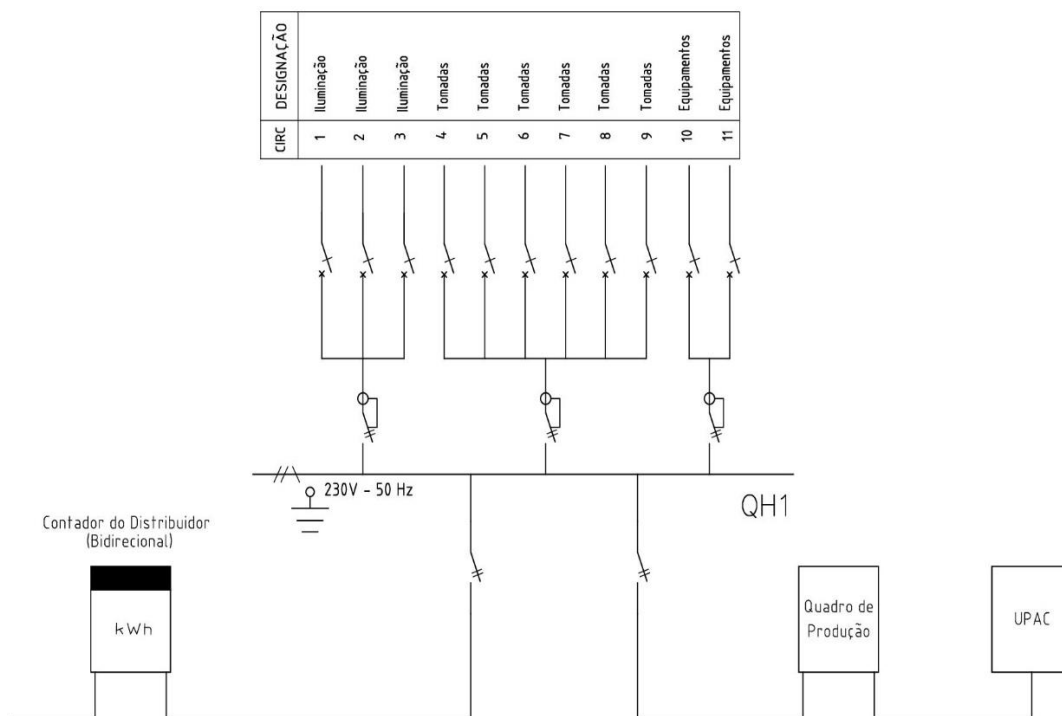 DESIGNAÇÃO
Iluminação
Iluminação
Iluminação
Tomadas
Tomadas
Tomadas
Tomadas
Tomadas
Tomadas
Equipamentos
Equipamentos
CIRC
1
2
3
4
5
6
7
8
9
10
11
230V - 50 Hz
QH1
Contador do Distribuidor
(Bidirecional)
kWh
Quadro de
Produção
UPAC